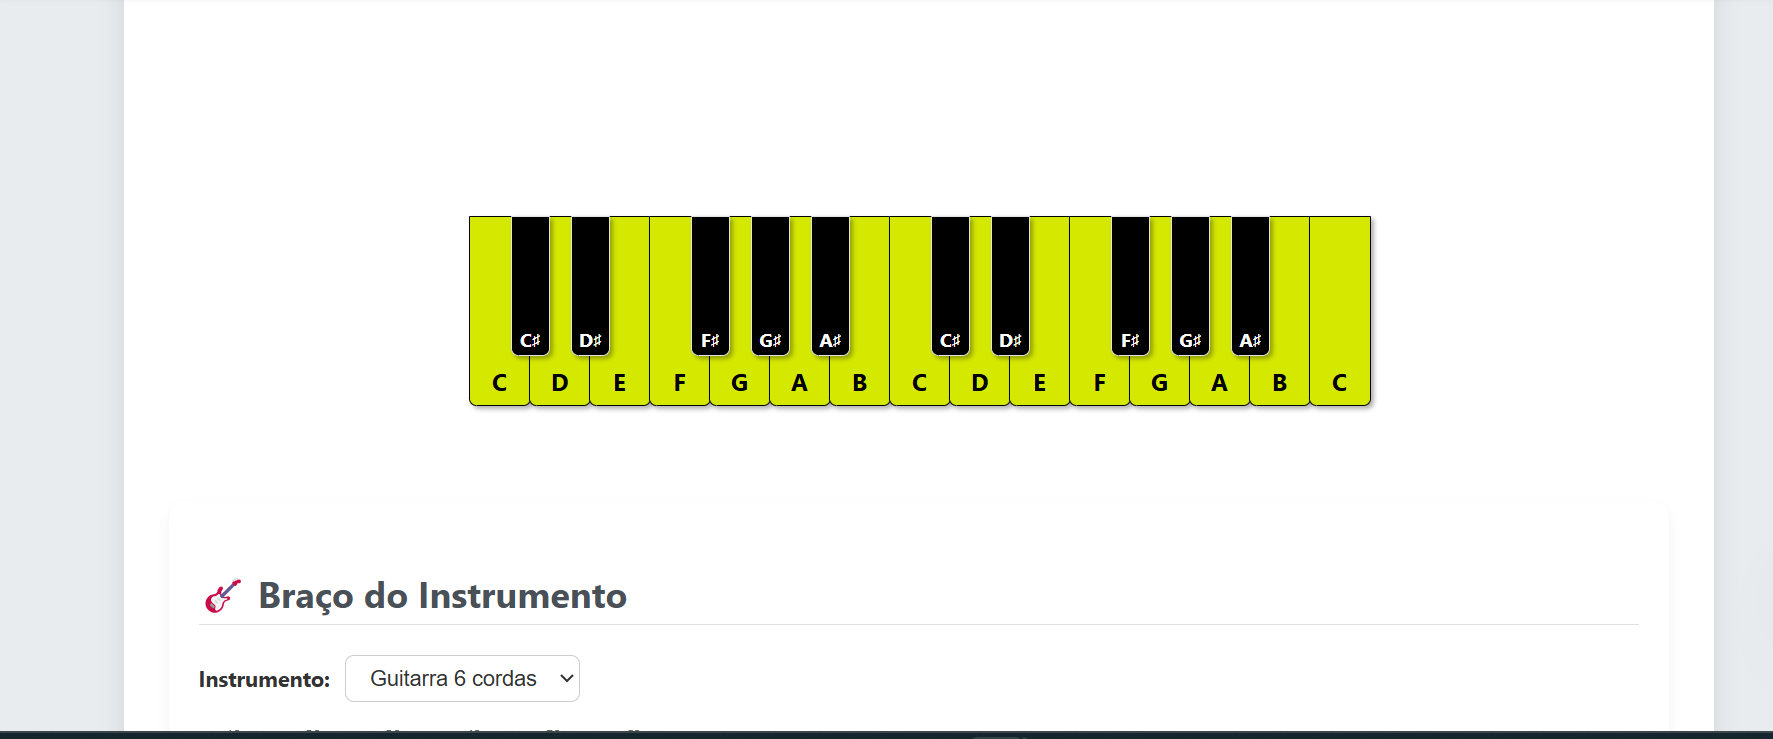 C♯ D♯ F♯ G♯ A♯ C♯ D♯ F♯ G♯ A♯
C D E F G A B C D E F G A B C
Braço do Instrumento
Instrumento: Guitarra 6 cordas